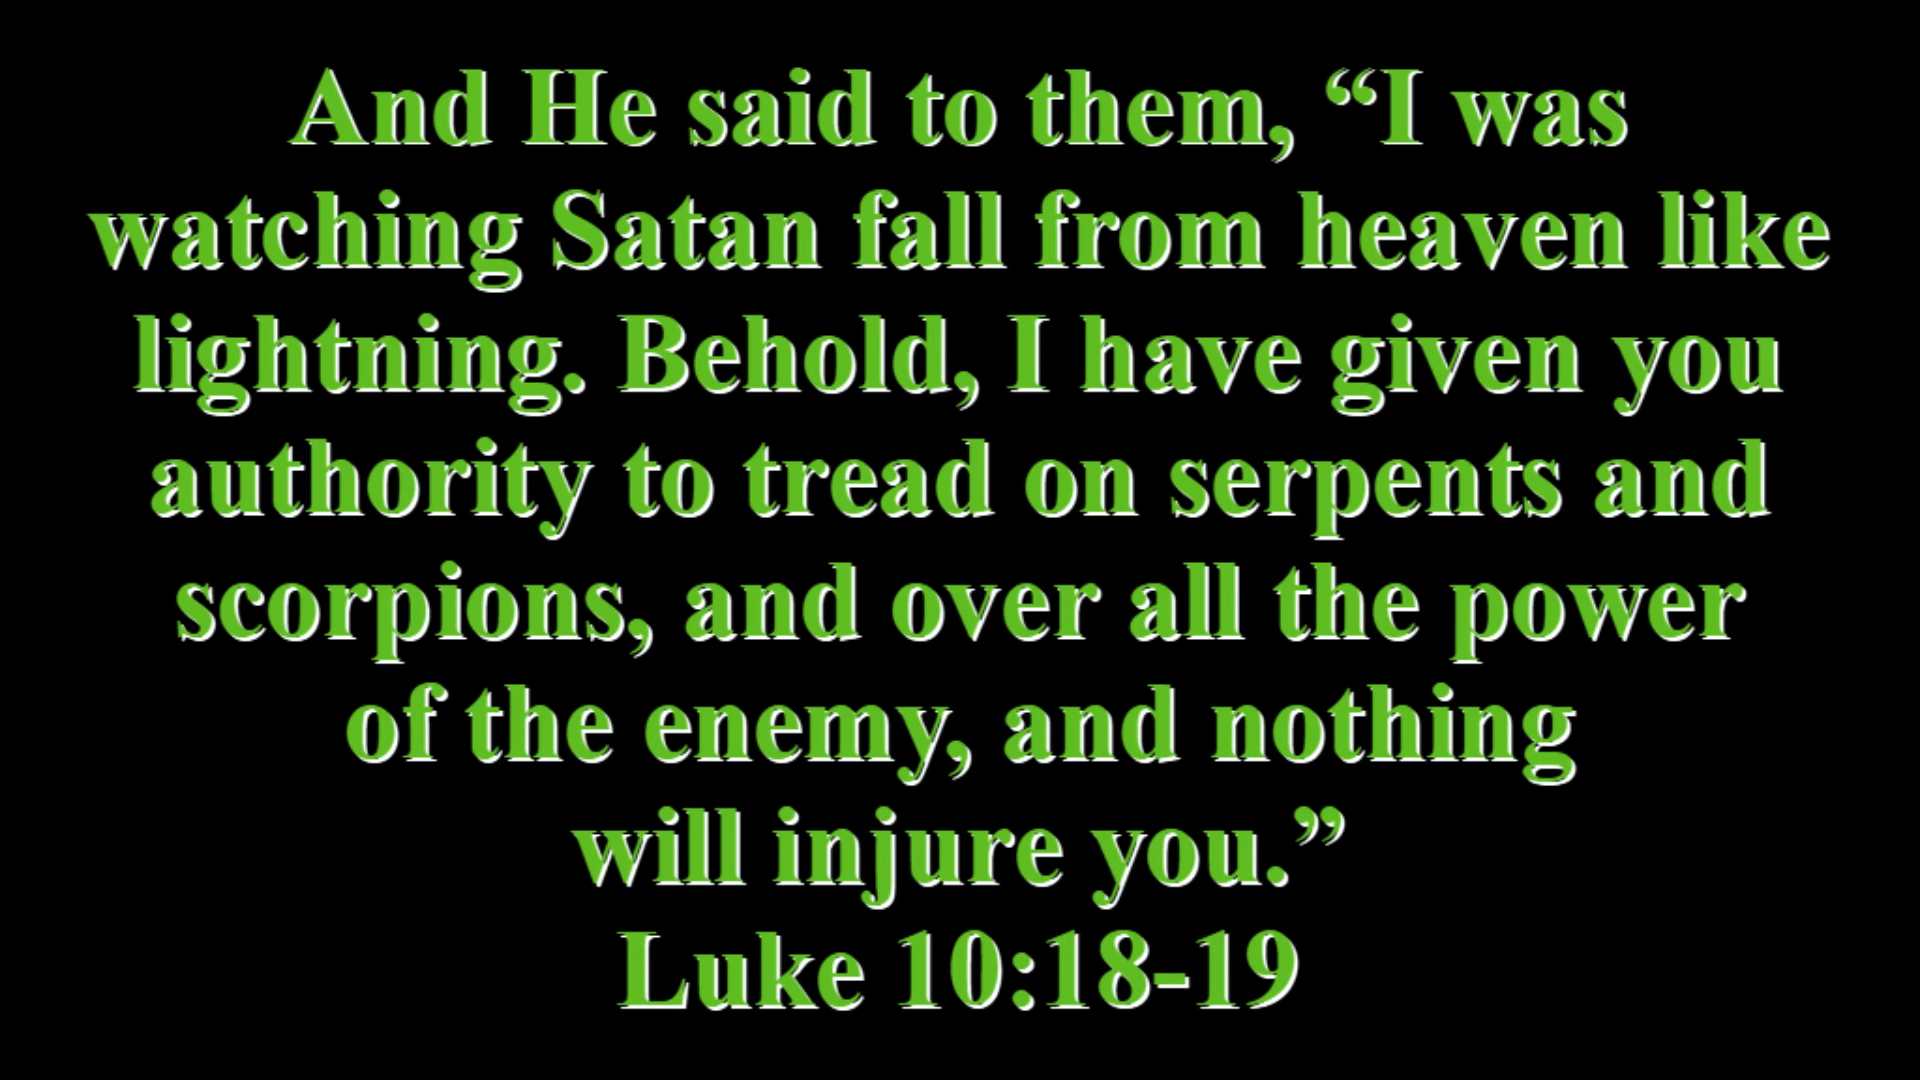 And He said to them, “I was
watching Satan fall from heaven like
lightning. Behold, I have given you
authority to tread on serpents and
scorpions, and over all the power
of the enemy, and nothing
will injure you.”
Luke 10:18-19